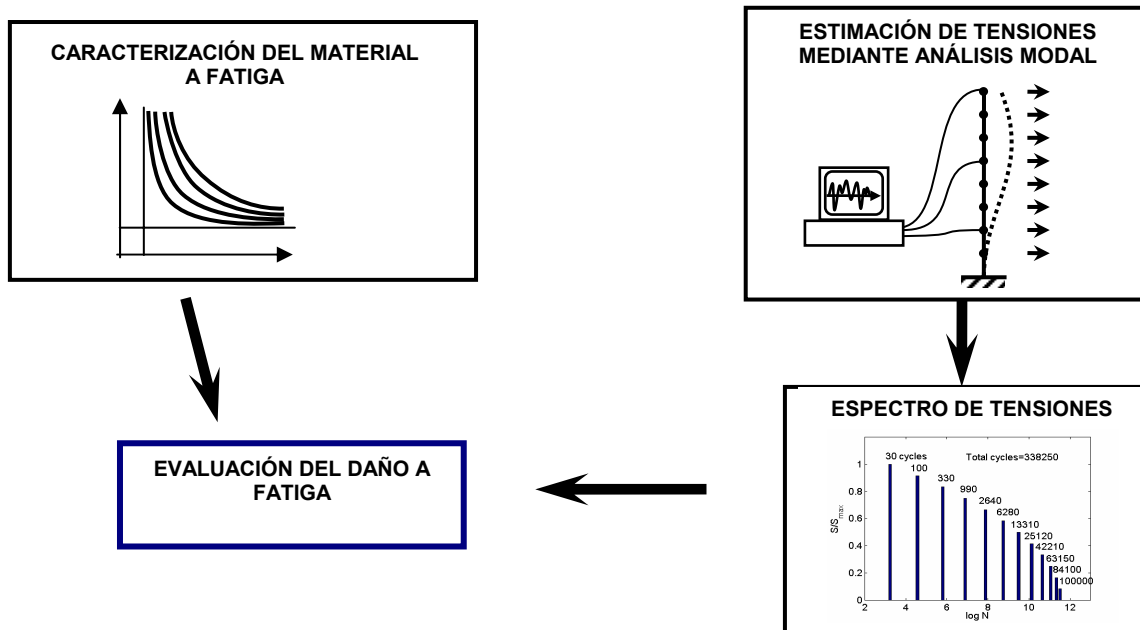 CARACTERIZACIÓN DEL MATERIAL
A FATIGA
ESTIMACIÓN DE TENSIONES
MEDIANTE ANÁLISIS MODAL
EVALUACIÓN DEL DAÑO A
FATIGA
ESPECTRO DE TENSIONES
30 cycles
Total cycles=338250
100
330
990
2640
6280
13310
25120
42210
63150
84100
100000
S/Smax
1
0.8
0.6
0.4
0.2
0
2 4 6 8 10 12
log N